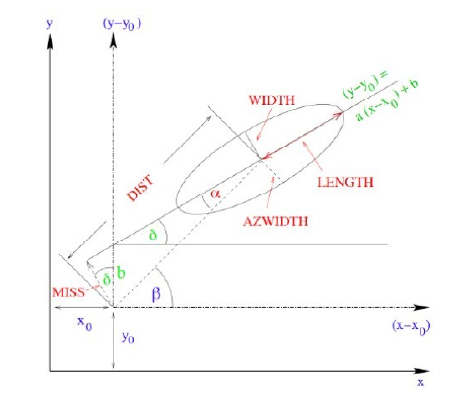 y
(y−y₀)
WIDTH
(y−y₀) =
a (x−x₀) + b
DIST
α
LENGTH
AZWIDTH
δ
δ
b
MISS
β
x₀
y₀
(x−x₀)
x